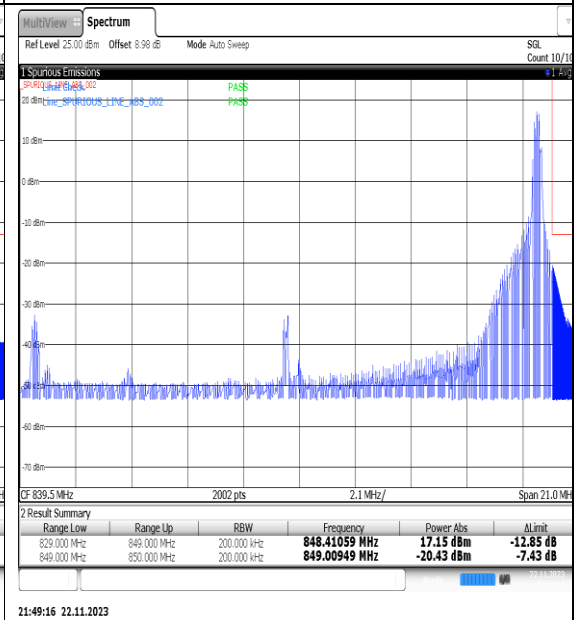 MultiView Spectrum
Ref Level 25.00 dBm Offset 8.98 dB Mode Auto Sweep SGL
Count 10/10
1 Spurious Emissions 1 Avg
Limit Check PASS
20 dBm
Line_SPURIOUS_LINE_ABS_002 PASS
10 dBm
0 dBm
-10 dBm
-20 dBm
-30 dBm
-40 dBm
-50 dBm
-60 dBm
-70 dBm
CF 839.5 MHz 2002 pts 2.1 MHz/ Span 21.0 MH
2 Result Summary
Range Low Range Up RBW Frequency Power Abs ΔLimit
829.000 MHz 849.000 MHz 200.000 kHz 848.41059 MHz 17.15 dBm -12.85 dB
849.000 MHz 850.000 MHz 200.000 kHz 849.00949 MHz -20.43 dBm -7.43 dB
22.11.2023
21:49:16 22.11.2023